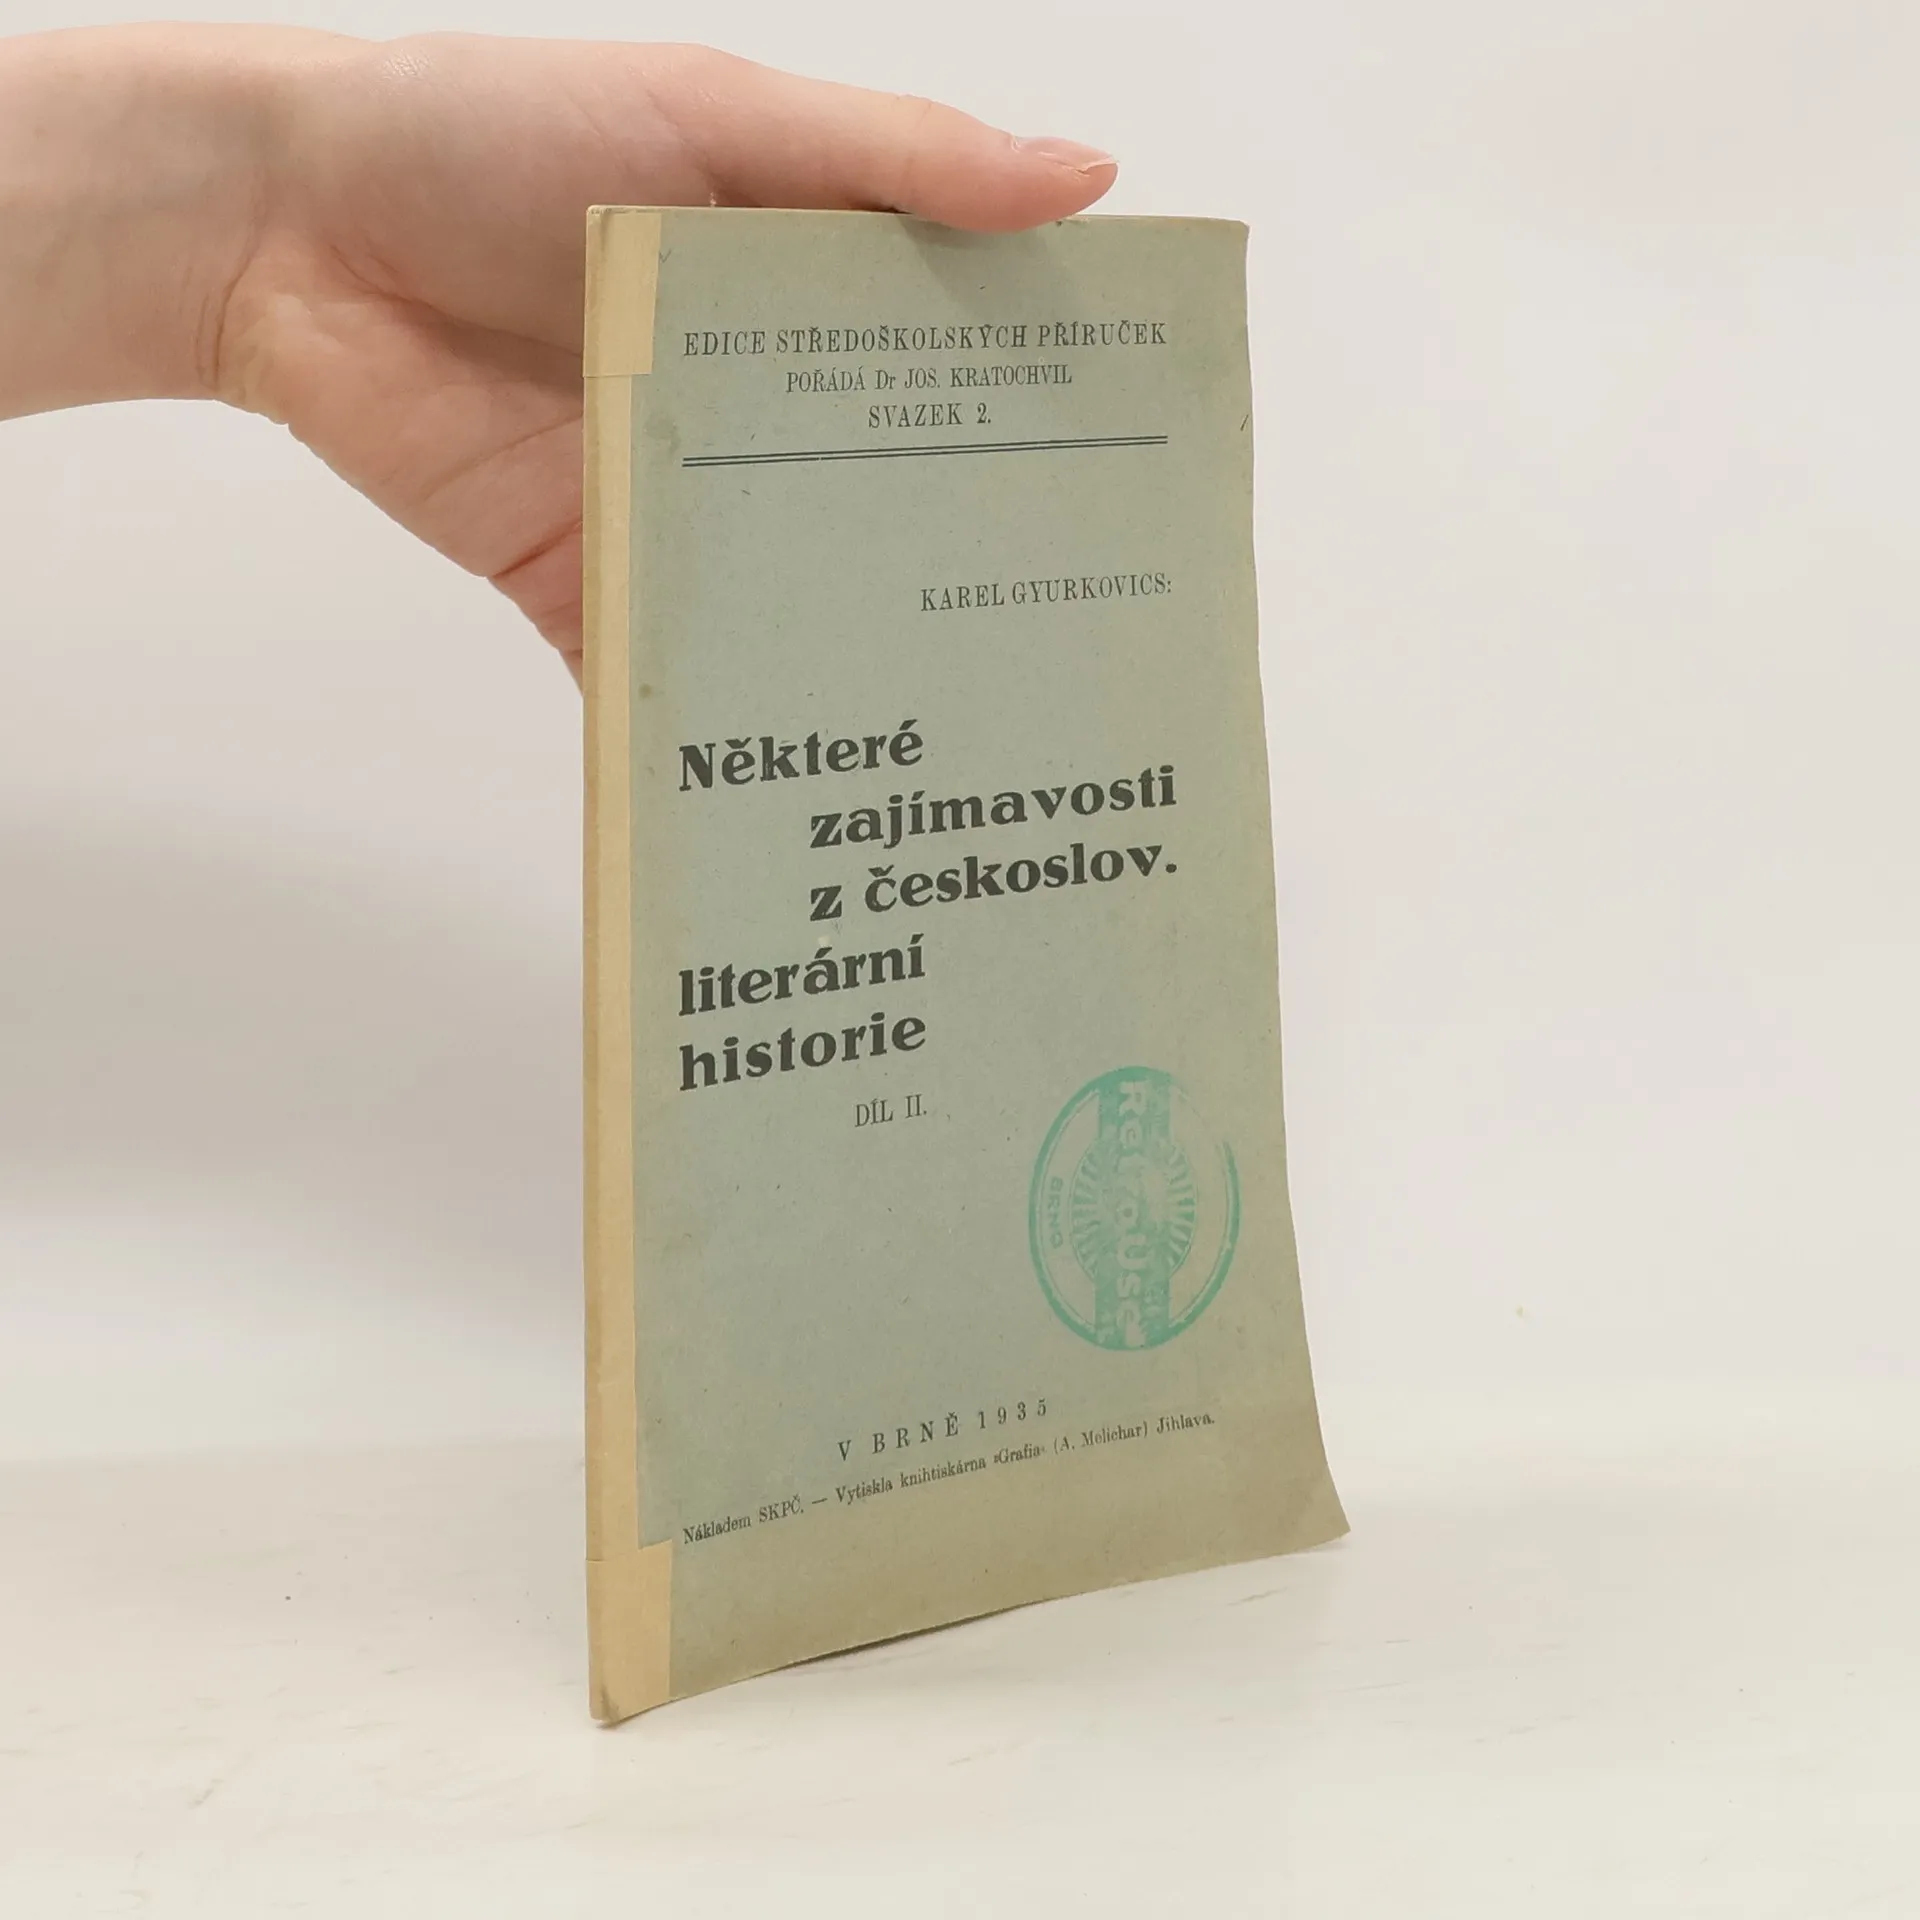 EDICE STŘEDOŠKOLSKÝCH PŘÍRUČEK
POŘÁDÁ Dr JOS. KRATOCHVIL
SVAZEK 2.
KAREL GYURKOVICS:
Některé
zajímavosti
z českoslov.
literární
historie
DÍL II.
BRNO
V BRNĚ 1935
Nákladem SKPČ. — Vytiskla knihtiskárna »Grafia« (A. Melichar) Jihlava.